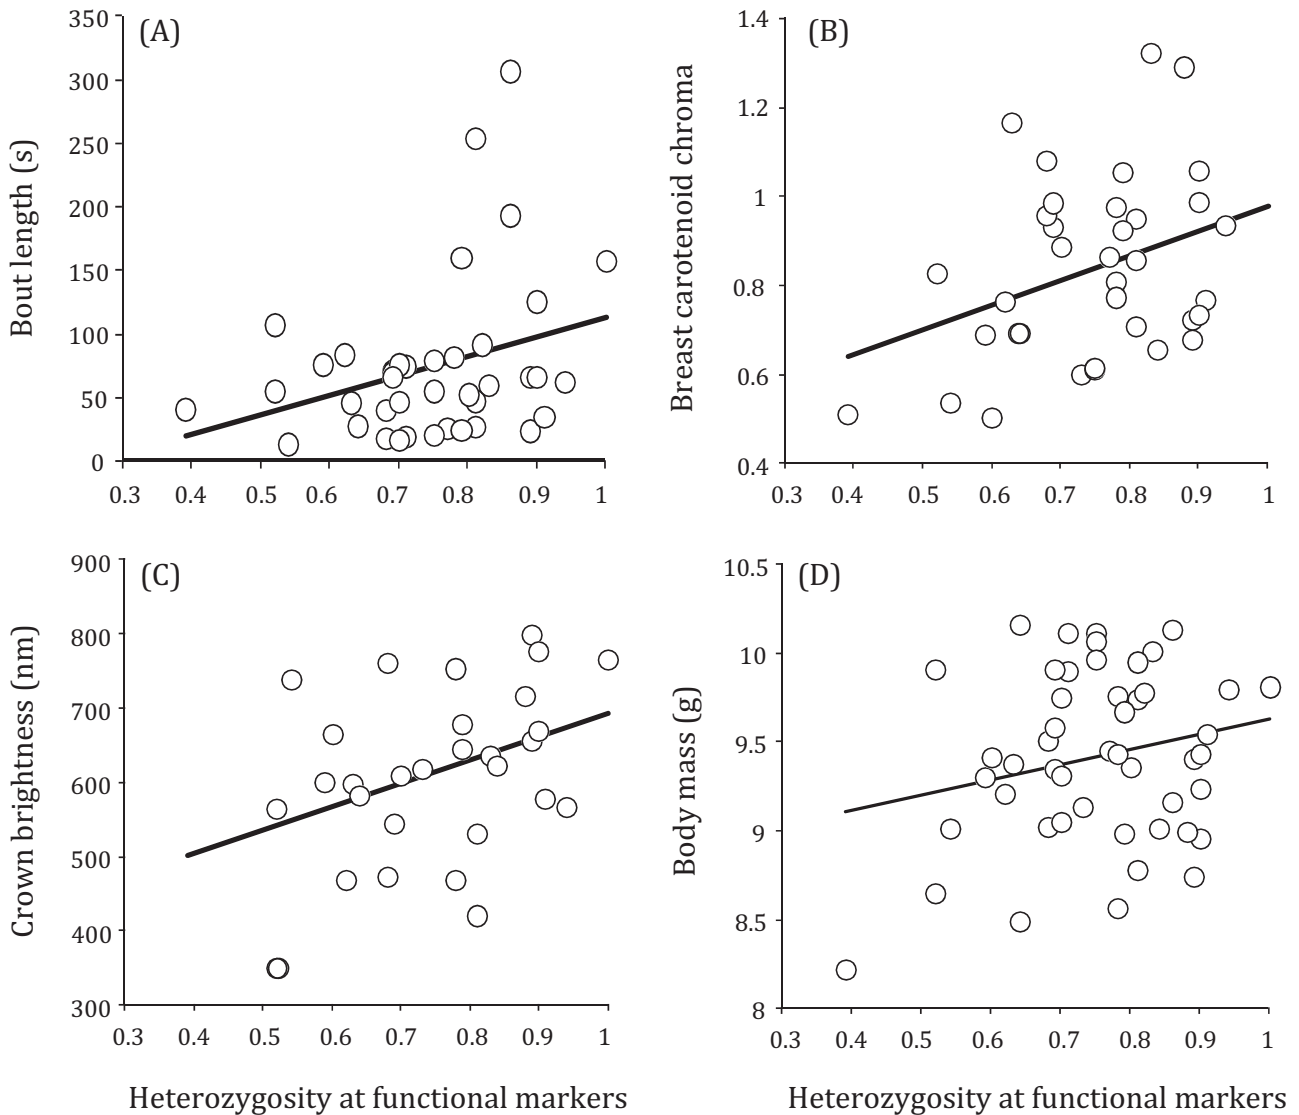 (A)
Bout length (s)
350
300
250
200
150
100
50
0
0.3 0.4 0.5 0.6 0.7 0.8 0.9 1
(B)
Breast carotenoid chroma
1.4
1.2
1
0.8
0.6
0.4
0.3 0.4 0.5 0.6 0.7 0.8 0.9 1
(C)
Crown brightness (nm)
900
800
700
600
500
400
300
0.3 0.4 0.5 0.6 0.7 0.8 0.9 1
Heterozygosity at functional markers
(D)
Body mass (g)
10.5
10
9.5
9
8.5
8
0.3 0.4 0.5 0.6 0.7 0.8 0.9 1
Heterozygosity at functional markers